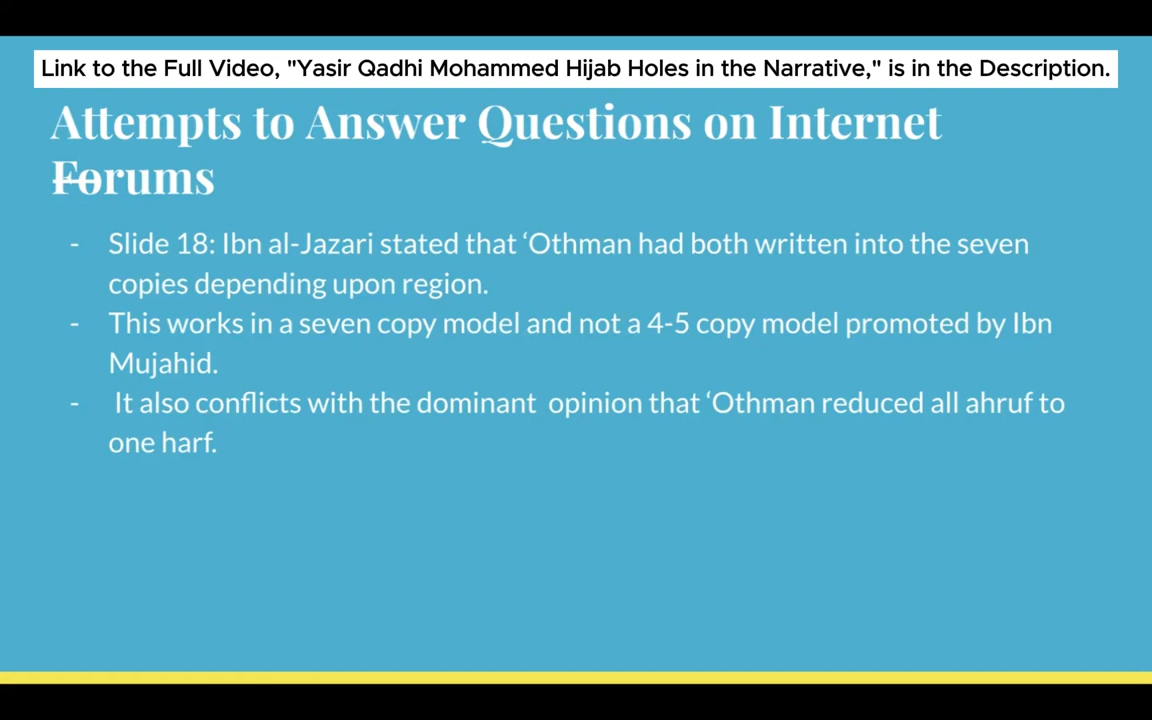 Link to the Full Video, "Yasir Qadhi Mohammed Hijab Holes in the Narrative," is in the Description.
Attempts to Answer Questions on Internet
Forums
- Slide 18: Ibn al-Jazari stated that ‘Othman had both written into the seven
copies depending upon region.
- This works in a seven copy model and not a 4-5 copy model promoted by Ibn
Mujahid.
- It also conflicts with the dominant opinion that ‘Othman reduced all ahruf to
one harf.